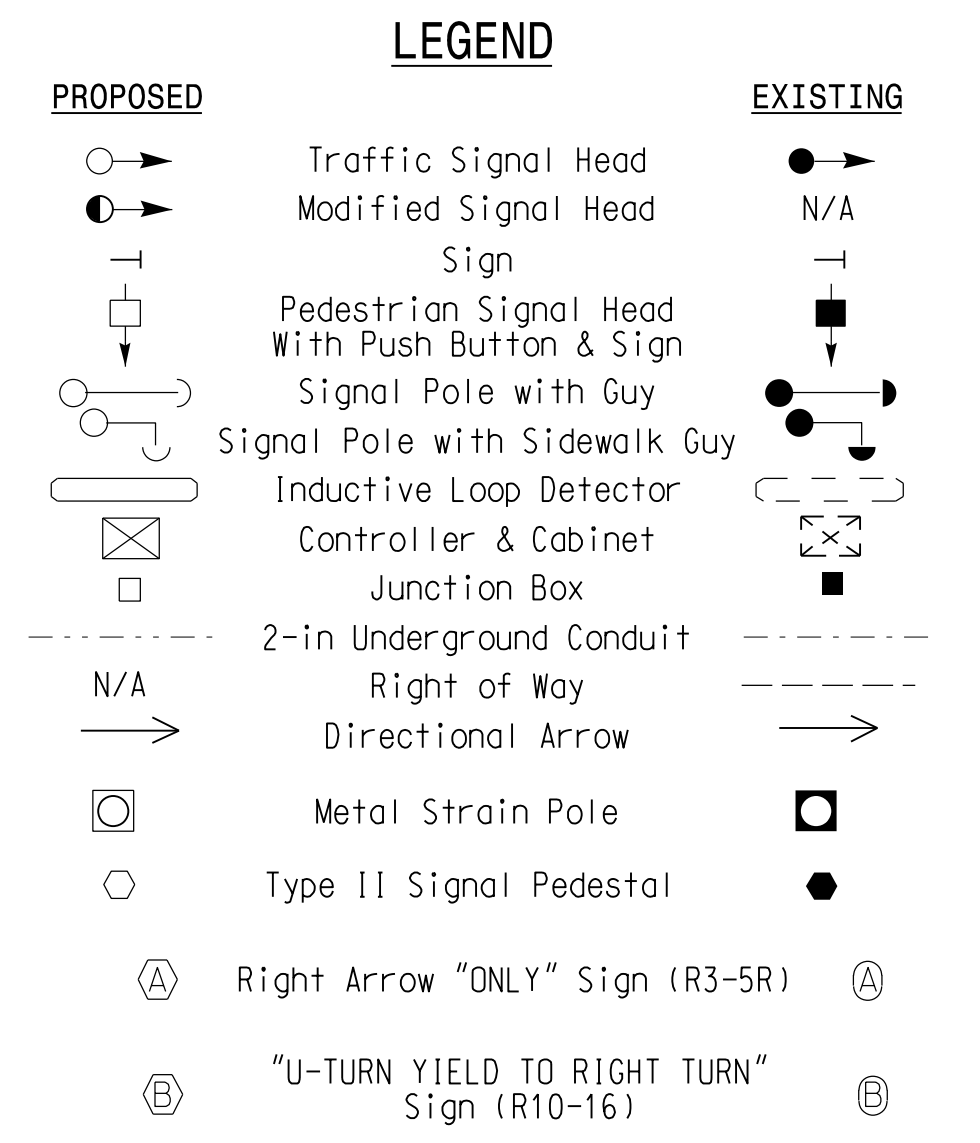 LEGEND
PROPOSED EXISTING
Traffic Signal Head
Modified Signal Head N/A
Sign
Pedestrian Signal Head
With Push Button & Sign
Signal Pole with Guy
Signal Pole with Sidewalk Guy
Inductive Loop Detector
Controller & Cabinet
Junction Box
2-in Underground Conduit
N/A Right of Way
Directional Arrow
Metal Strain Pole
Type II Signal Pedestal
A Right Arrow "ONLY" Sign (R3-5R) A
"U-TURN YIELD TO RIGHT TURN"
B Sign (R10-16) B